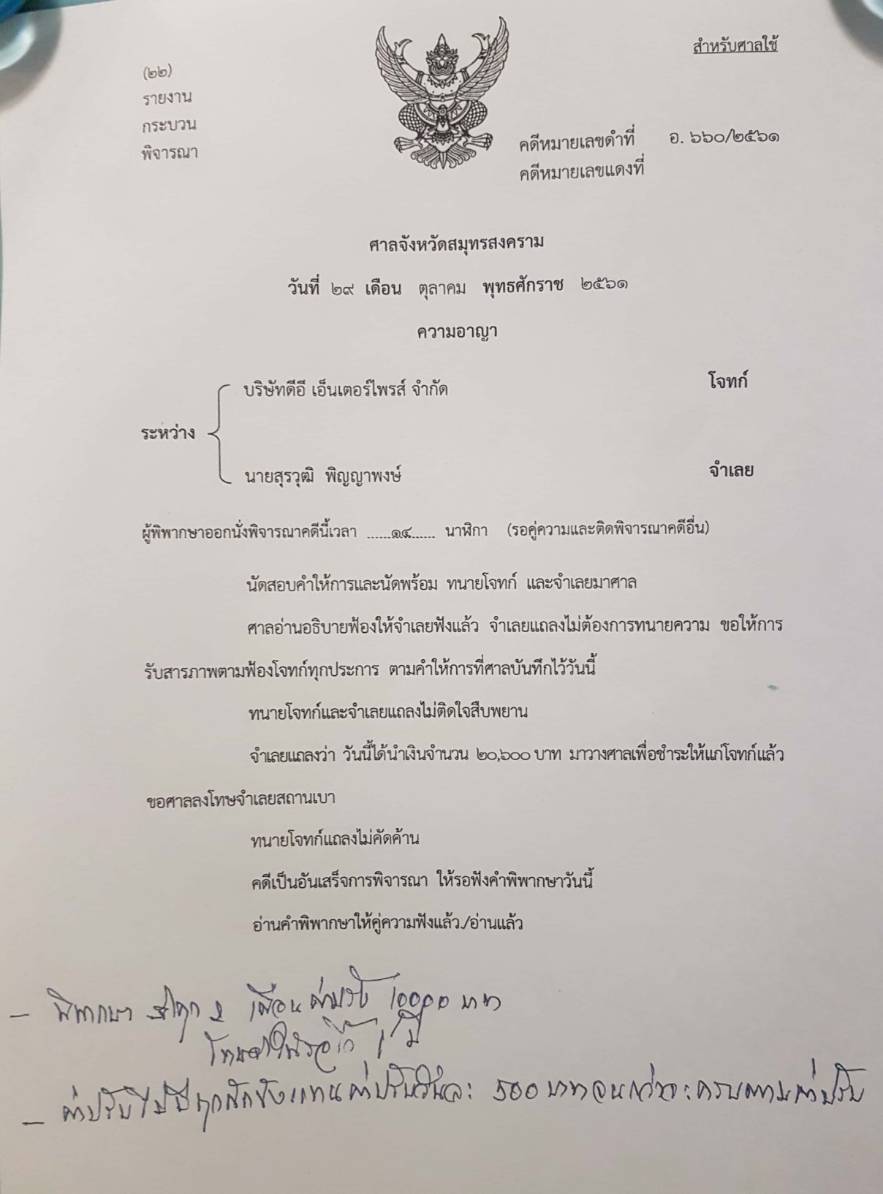 สำหรับศาลใช้
(๒๒)
รายงาน
กระบวน
พิจารณา
คดีหมายเลขดำที่ อ. ๖๖๐/๒๕๖๑
คดีหมายเลขแดงที่
ศาลจังหวัดสมุทรสงคราม
วันที่ ๒๙ เดือน ตุลาคม พุทธศักราช ๒๕๖๑
ความอาญา
บริษัทดีอี เอ็นเตอร์ไพรส์ จำกัด โจทก์
ระหว่าง
นายสุรวุฒิ พิญญาพงษ์ จำเลย
ผู้พิพากษาออกนั่งพิจารณาคดีนี้เวลา ......๑๔...... นาฬิกา (รอคู่ความและติดพิจารณาคดีอื่น)
นัดสอบคำให้การและนัดพร้อม ทนายโจทก์ และจำเลยมาศาล
ศาลอ่านอธิบายฟ้องให้จำเลยฟังแล้ว จำเลยแถลงไม่ต้องการทนายความ ขอให้การ
รับสารภาพตามฟ้องโจทก์ทุกประการ ตามคำให้การที่ศาลบันทึกไว้วันนี้
ทนายโจทก์และจำเลยแถลงไม่ติดใจสืบพยาน
จำเลยแถลงว่า วันนี้ได้นำเงินจำนวน ๒๐,๖๐๐ บาท มาวางศาลเพื่อชำระให้แก่โจทก์แล้ว
ขอศาลลงโทษจำเลยสถานเบา
ทนายโจทก์แถลงไม่คัดค้าน
คดีเป็นอันเสร็จการพิจารณา ให้รอฟังคำพิพากษาวันนี้
อ่านคำพิพากษาให้คู่ความฟังแล้ว/อ่านแล้ว
- พิพากษา จำคุก 2 เดือน ค่าปรับ 10000 บาท
รอไว้ 1 ปี
- ค่าปรับไม่มี ถูกกักขังแทนค่าปรับวันละ 500 บาทจนกว่าจะครบตามค่าปรับ